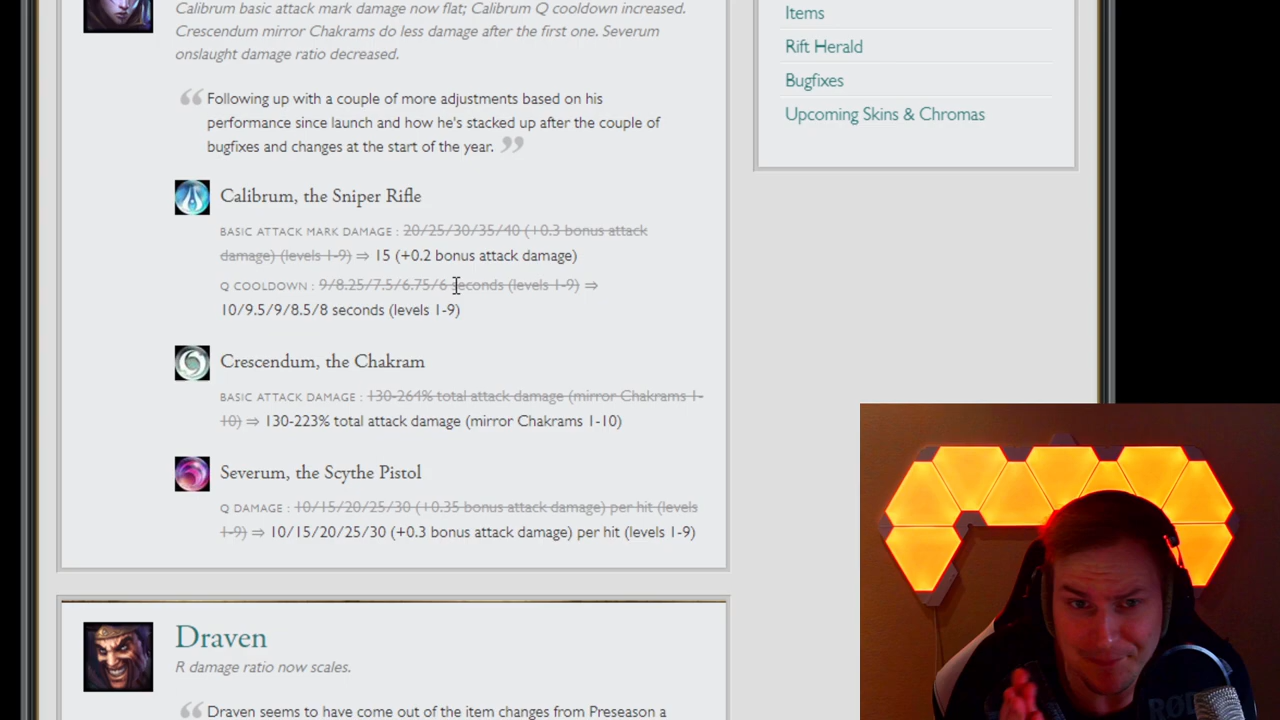 Calibrum basic attack mark damage now flat; Calibrum Q cooldown increased.
Crescendum mirror Chakrams do less damage after the first one. Severum
onslaught damage ratio decreased.
Following up with a couple of more adjustments based on his
performance since launch and how he's stacked up after the couple of
bugfixes and changes at the start of the year.
Calibrum, the Sniper Rifle
BASIC ATTACK MARK DAMAGE : 20/25/30/35/40 (+0.3 bonus attack
damage) (levels 1-9) ⇒ 15 (+0.2 bonus attack damage)
Q COOLDOWN : 9/8.25/7.5/6.75/6 seconds (levels 1-9) ⇒
10/9.5/9/8.5/8 seconds (levels 1-9)
Crescendum, the Chakram
BASIC ATTACK DAMAGE : 130-264% total attack damage (mirror Chakrams 1-
10) ⇒ 130-223% total attack damage (mirror Chakrams 1-10)
Severum, the Scythe Pistol
Q DAMAGE : 10/15/20/25/30 (+0.35 bonus attack damage) per hit (levels
1-9) ⇒ 10/15/20/25/30 (+0.3 bonus attack damage) per hit (levels 1-9)
Draven
R damage ratio now scales.
Draven seems to have come out of the item changes from Preseason a
Items
Rift Herald
Bugfixes
Upcoming Skins & Chromas
RØDE